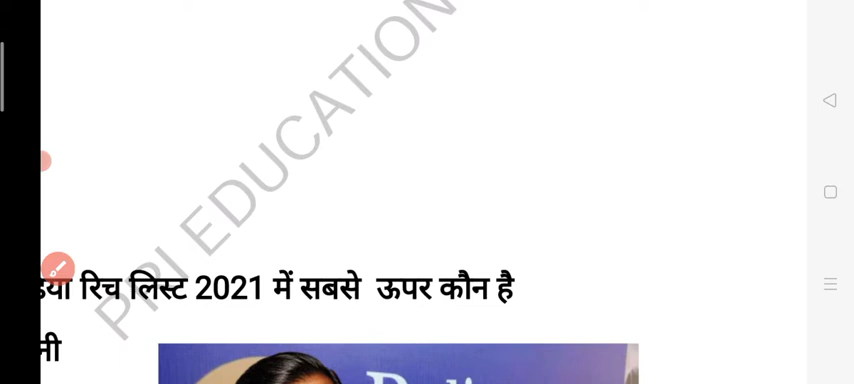 PRI EDUCATION
रिच लिस्ट 2021 में सबसे ऊपर कौन है